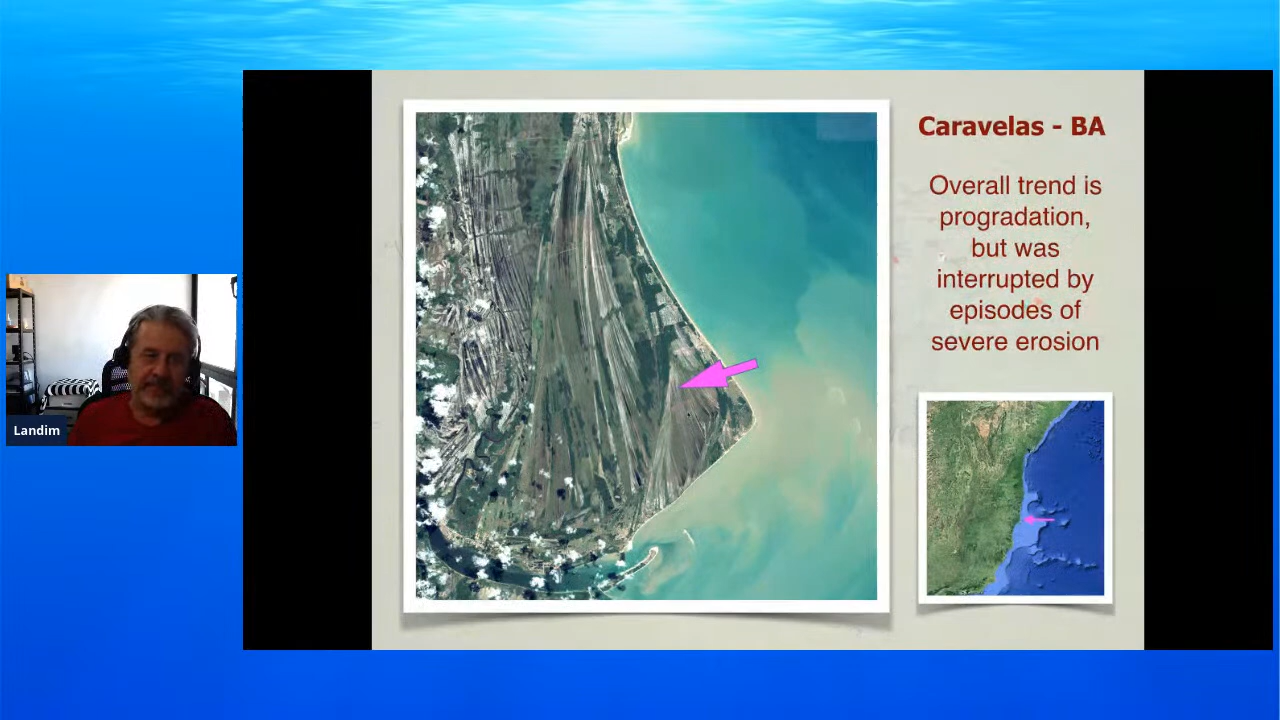 Caravelas - BA
Overall trend is
progradation,
but was
interrupted by
episodes of
severe erosion
Landim